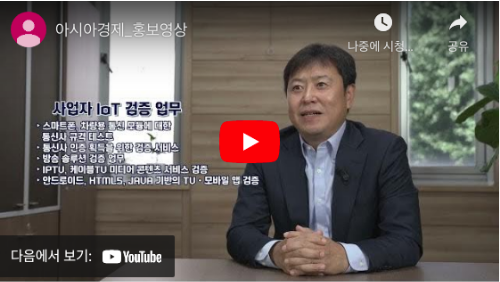 아시아경제_홍보영상
나중에 시청...
공유
사업자 IoT 검증 업무
• 스마트폰, 차량용 통신 모듈에 대한
통신사 규격 테스트
• 통신사 인증 획득을 위한 검증 서비스
• 방송 솔루션 검증 업무
• IPTV, 케이블TV 미디어 콘텐츠 서비스 검증
• 안드로이드, HTML5, JAVA 기반의 TV·모바일 앱 검증
다음에서 보기: YouTube